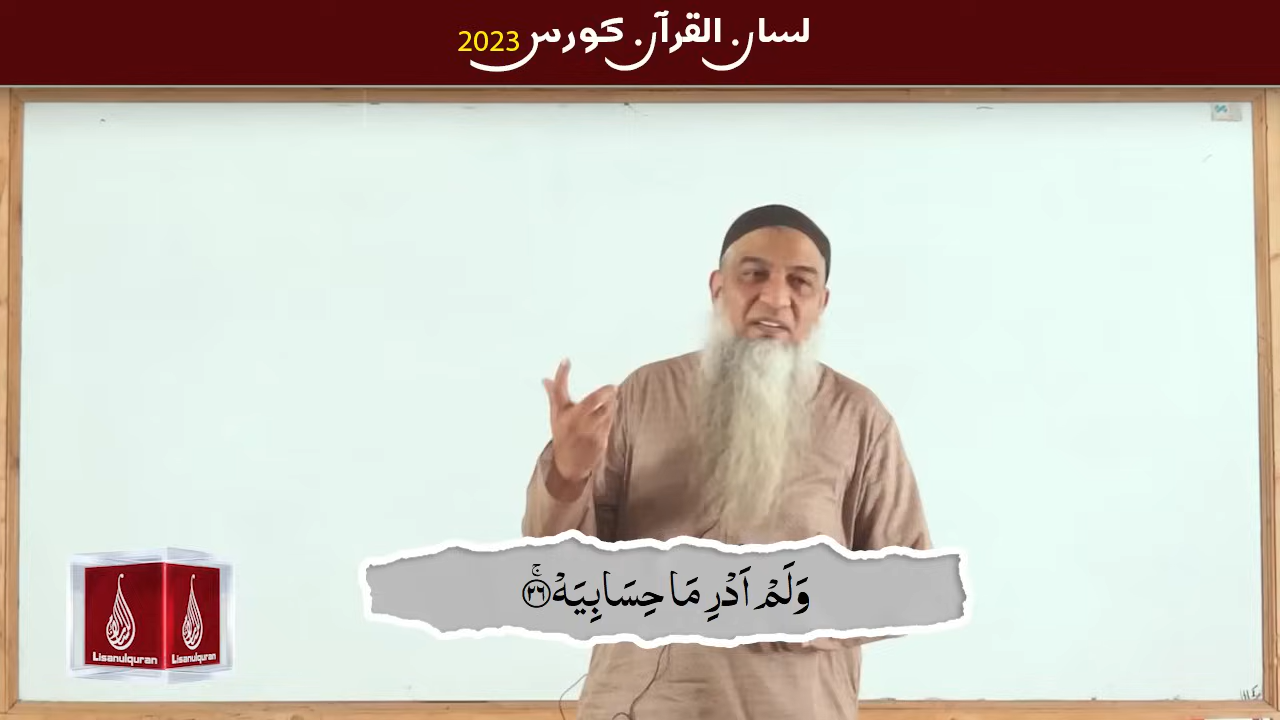 لسان القرآن کورس 2023
وَلَمْ اَدْرِ مَا حِسَابِيَهْ ۚ﴿۲۶﴾
Lisanulquran
Lisanulquran